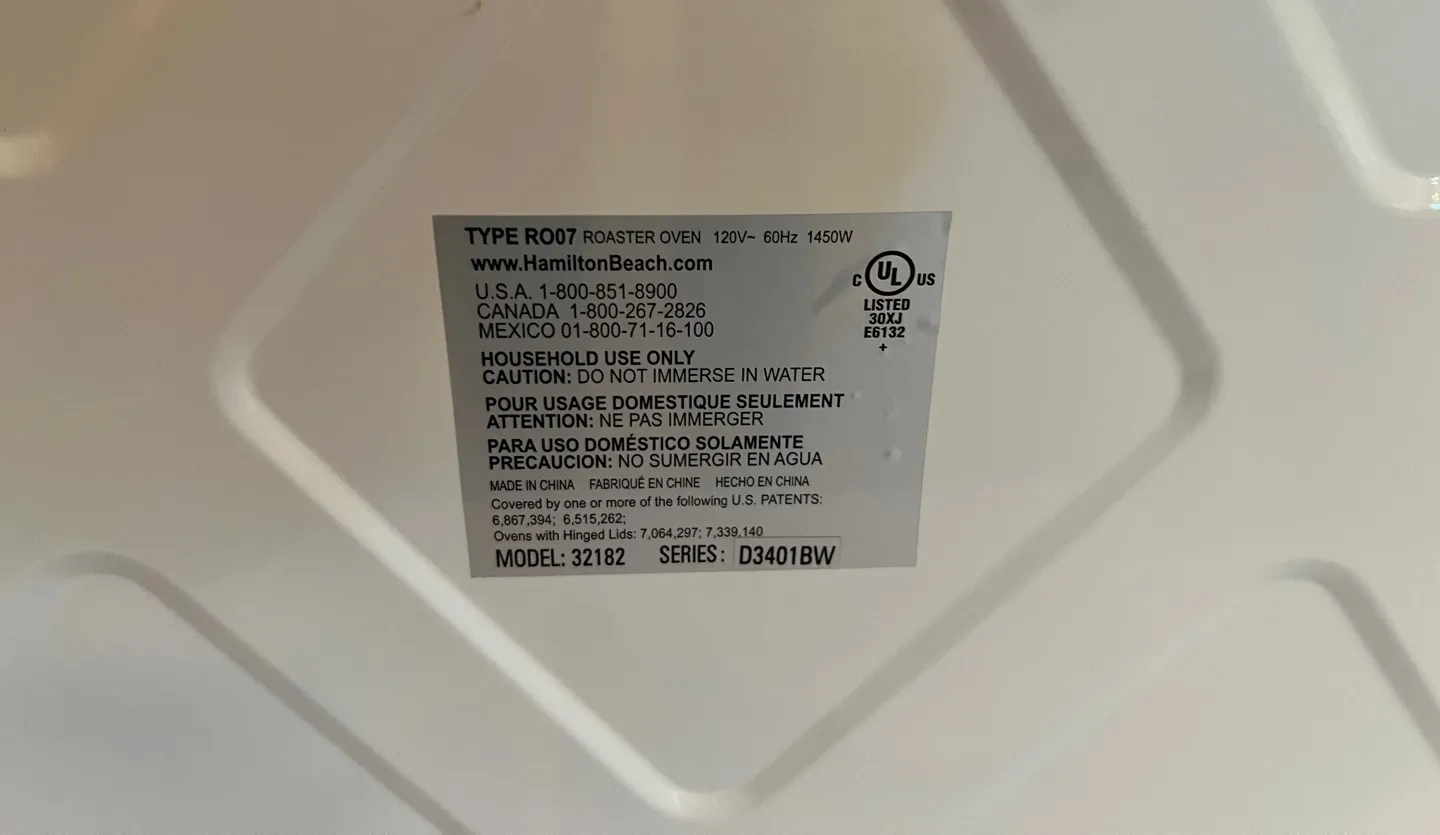 TYPE RO07 ROASTER OVEN 120V~ 60Hz 1450W
www.HamiltonBeach.com
U.S.A. 1-800-851-8900
CANADA 1-800-267-2826
MEXICO 01-800-71-16-100
C UL US
LISTED
30XJ
E6132
+
HOUSEHOLD USE ONLY
CAUTION: DO NOT IMMERSE IN WATER
POUR USAGE DOMESTIQUE SEULEMENT
ATTENTION: NE PAS IMMERGER
PARA USO DOMÉSTICO SOLAMENTE
PRECAUCION: NO SUMERGIR EN AGUA
MADE IN CHINA FABRIQUÉ EN CHINE HECHO EN CHINA
Covered by one or more of the following U.S. PATENTS:
6,867,394; 6,515,262;
Ovens with Hinged Lids: 7,064,297; 7,339,140
MODEL: 32182 SERIES: D3401BW